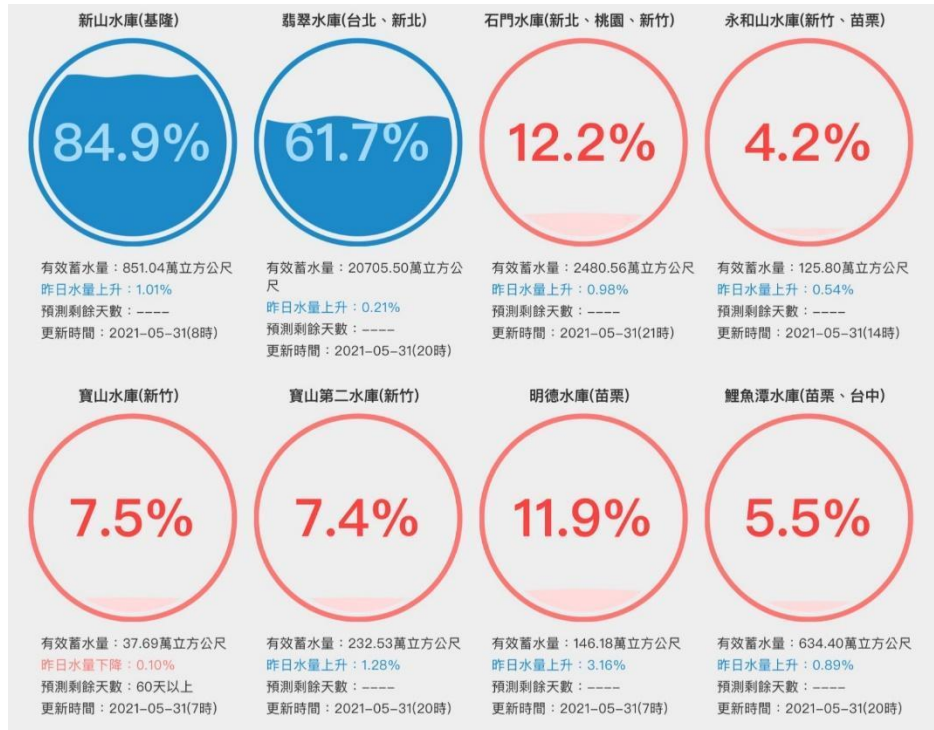 新山水庫(基隆)
84.9%
有效蓄水量：851.04萬立方公尺
昨日水量上升：1.01%
預測剩餘天數：----
更新時間：2021-05-31(8時)
翡翠水庫(台北、新北)
61.7%
有效蓄水量：20705.50萬立方公
尺
昨日水量上升：0.21%
預測剩餘天數：----
更新時間：2021-05-31(20時)
石門水庫(新北、桃園、新竹)
12.2%
有效蓄水量：2480.56萬立方公尺
昨日水量上升：0.98%
預測剩餘天數：----
更新時間：2021-05-31(21時)
永和山水庫(新竹、苗栗)
4.2%
有效蓄水量：125.80萬立方公尺
昨日水量上升：0.54%
預測剩餘天數：----
更新時間：2021-05-31(14時)
寶山水庫(新竹)
7.5%
有效蓄水量：37.69萬立方公尺
昨日水量下降：0.10%
預測剩餘天數：60天以上
更新時間：2021-05-31(7時)
寶山第二水庫(新竹)
7.4%
有效蓄水量：232.53萬立方公尺
昨日水量上升：1.28%
預測剩餘天數：----
更新時間：2021-05-31(20時)
明德水庫(苗栗)
11.9%
有效蓄水量：146.18萬立方公尺
昨日水量上升：3.16%
預測剩餘天數：----
更新時間：2021-05-31(7時)
鯉魚潭水庫(苗栗、台中)
5.5%
有效蓄水量：634.40萬立方公尺
昨日水量上升：0.89%
預測剩餘天數：----
更新時間：2021-05-31(20時)